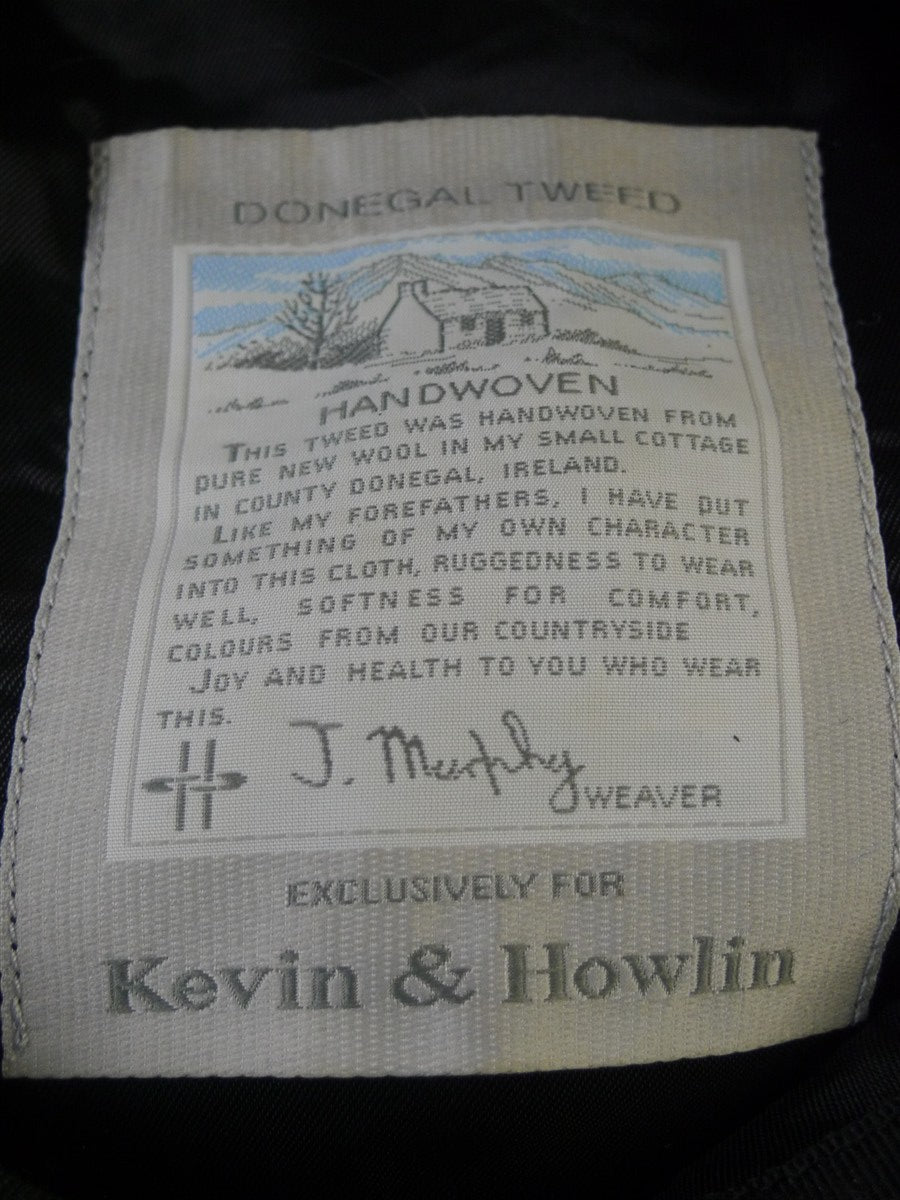 DONEGAL TWEED
HANDWOVEN
THIS TWEED WAS HANDWOVEN FROM
PURE NEW WOOL IN MY SMALL COTTAGE
IN COUNTY DONEGAL, IRELAND.
LIKE MY FOREFATHERS, I HAVE PUT
SOMETHING OF MY OWN CHARACTER
INTO THIS CLOTH, RUGGEDNESS TO WEAR
WELL, SOFTNESS FOR COMFORT,
COLOURS FROM OUR COUNTRYSIDE
JOY AND HEALTH TO YOU WHO WEAR
THIS.
J. Murphy
WEAVER
EXCLUSIVELY FOR
Kevin & Howlin